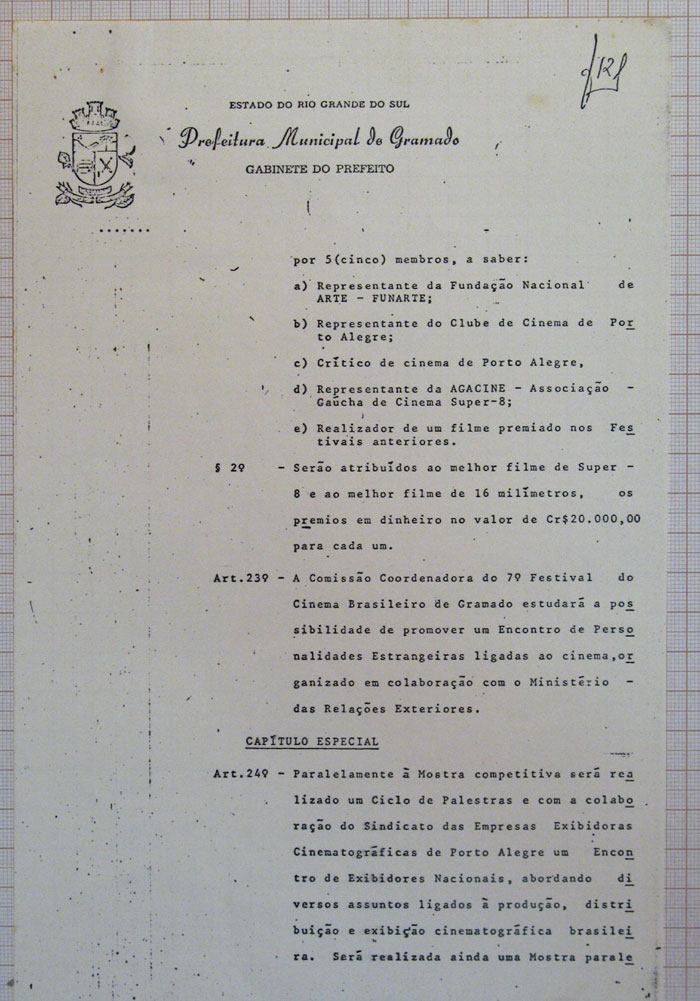 12
ESTADO DO RIO GRANDE DO SUL
Prefeitura Municipal de Gramado
GABINETE DO PREFEITO
por 5(cinco) membros, a saber:
a) Representante da Fundação Nacional de
ARTE - FUNARTE;
b) Representante do Clube de Cinema de Por
to Alegre;
c) Crítico de cinema de Porto Alegre,
d) Representante da AGACINE - Associação -
Gaúcha de Cinema Super-8;
e) Realizador de um filme premiado nos Fes
tivais anteriores.
§ 2º - Serão atribuídos ao melhor filme de Super -
8 e ao melhor filme de 16 milímetros, os
premios em dinheiro no valor de Cr$20.000,00
para cada um.
Art.23º - A Comissão Coordenadora do 7º Festival do
Cinema Brasileiro de Gramado estudará a pos
sibilidade de promover um Encontro de Perso
nalidades Estrangeiras ligadas ao cinema,or
ganizado em colaboração com o Ministério -
das Relações Exteriores.
CAPÍTULO ESPECIAL
Art.24º - Paralelamente à Mostra competitiva será rea
lizado um Ciclo de Palestras e com a colabo
ração do Sindicato das Empresas Exibidoras
Cinematográficas de Porto Alegre um Encon
tro de Exibidores Nacionais, abordando di
versos assuntos ligados à produção, distri
buição e exibição cinematográfica brasilei
ra. Será realizada ainda uma Mostra parale